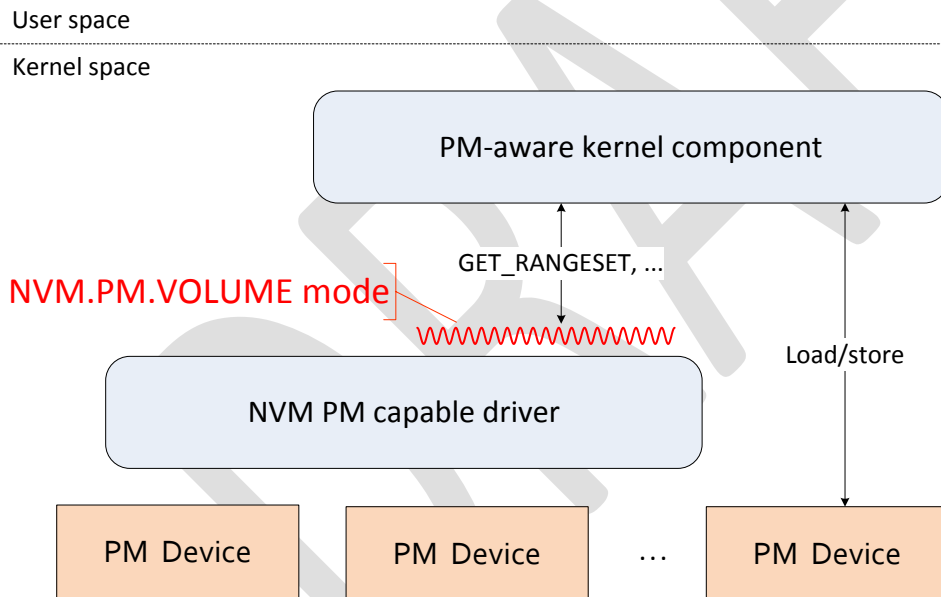 User space
Kernel space
PM-aware kernel component
GET_RANGESET, ...
NVM.PM.VOLUME mode
Load/store
NVM PM capable driver
PM Device
PM Device
...
PM Device
DRAFT